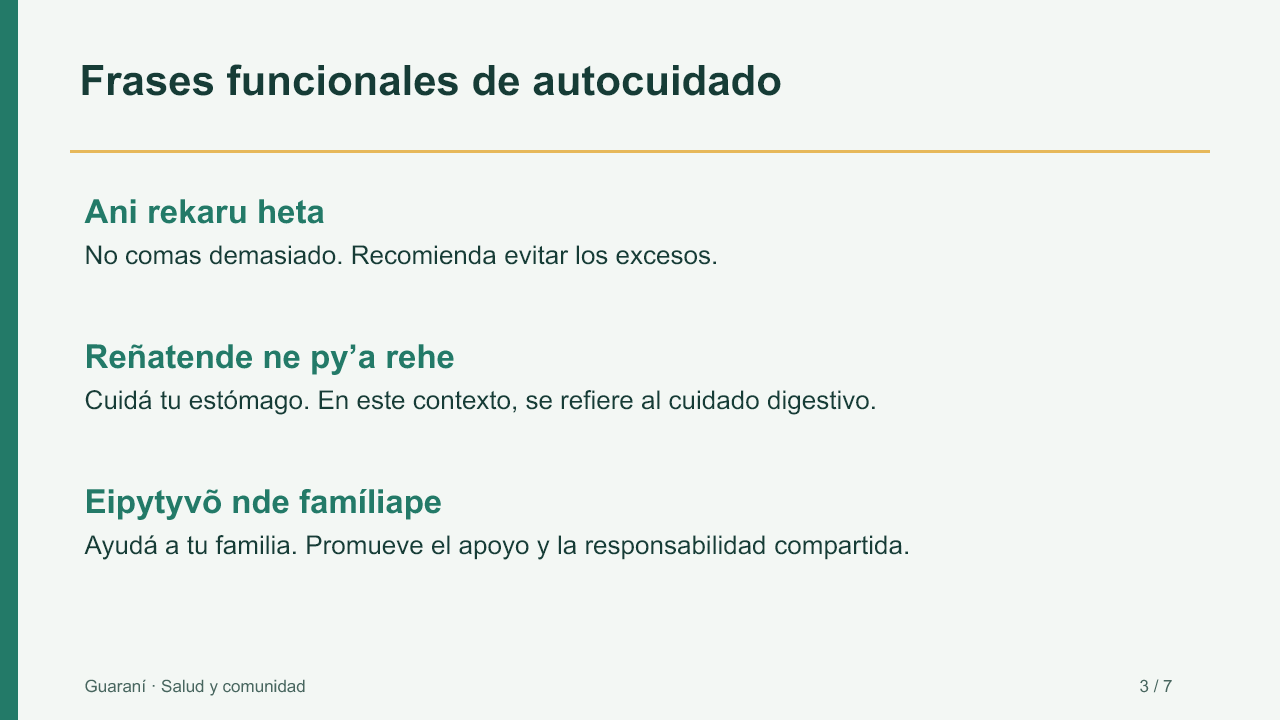 Frases funcionales de autocuidado
Ani rekaru heta
No comas demasiado. Recomienda evitar los excesos.
Reñatende ne py’a rehe
Cuidá tu estómago. En este contexto, se refiere al cuidado digestivo.
Eipytyvõ nde famíliape
Ayudá a tu familia. Promueve el apoyo y la responsabilidad compartida.
Guaraní · Salud y comunidad
3 / 7